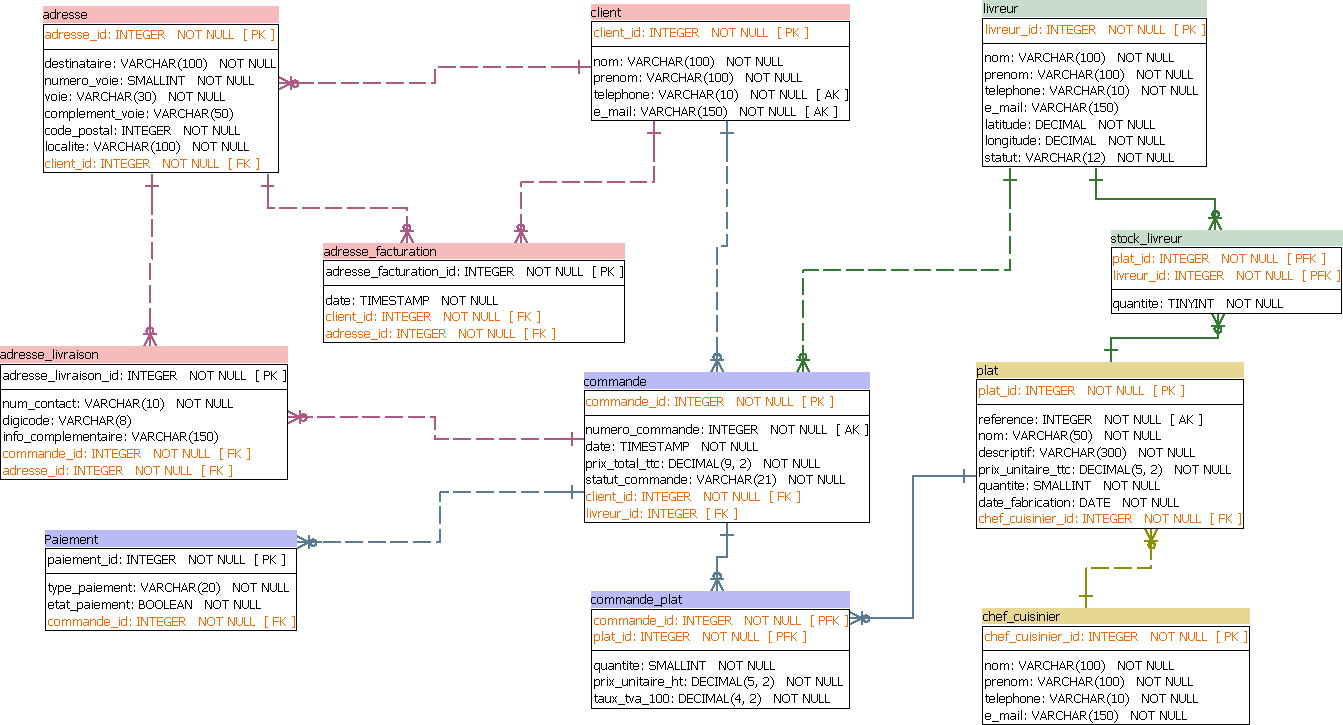 adresse
adresse_id: INTEGER NOT NULL [ PK ]
destinataire: VARCHAR(100) NOT NULL
numero_voie: SMALLINT NOT NULL
voie: VARCHAR(30) NOT NULL
complement_voie: VARCHAR(50)
code_postal: INTEGER NOT NULL
localite: VARCHAR(100) NOT NULL
client_id: INTEGER NOT NULL [ FK ]
client
client_id: INTEGER NOT NULL [ PK ]
nom: VARCHAR(100) NOT NULL
prenom: VARCHAR(100) NOT NULL
telephone: VARCHAR(10) NOT NULL [ AK ]
e_mail: VARCHAR(150) NOT NULL [ AK ]
livreur
livreur_id: INTEGER NOT NULL [ PK ]
nom: VARCHAR(100) NOT NULL
prenom: VARCHAR(100) NOT NULL
telephone: VARCHAR(10) NOT NULL
e_mail: VARCHAR(150)
latitude: DECIMAL NOT NULL
longitude: DECIMAL NOT NULL
statut: VARCHAR(12) NOT NULL
adresse_facturation
adresse_facturation_id: INTEGER NOT NULL [ PK ]
date: TIMESTAMP NOT NULL
client_id: INTEGER NOT NULL [ FK ]
adresse_id: INTEGER NOT NULL [ FK ]
stock_livreur
plat_id: INTEGER NOT NULL [ PFK ]
livreur_id: INTEGER NOT NULL [ PFK ]
quantite: TINYINT NOT NULL
adresse_livraison
adresse_livraison_id: INTEGER NOT NULL [ PK ]
num_contact: VARCHAR(10) NOT NULL
digicode: VARCHAR(8)
info_complementaire: VARCHAR(150)
commande_id: INTEGER NOT NULL [ FK ]
adresse_id: INTEGER NOT NULL [ FK ]
commande
commande_id: INTEGER NOT NULL [ PK ]
numero_commande: INTEGER NOT NULL [ AK ]
date: TIMESTAMP NOT NULL
prix_total_ttc: DECIMAL(9, 2) NOT NULL
statut_commande: VARCHAR(21) NOT NULL
client_id: INTEGER NOT NULL [ FK ]
livreur_id: INTEGER [ FK ]
plat
plat_id: INTEGER NOT NULL [ PK ]
reference: INTEGER NOT NULL [ AK ]
nom: VARCHAR(50) NOT NULL
descriptif: VARCHAR(300) NOT NULL
prix_unitaire_ttc: DECIMAL(5, 2) NOT NULL
quantite: SMALLINT NOT NULL
date_fabrication: DATE NOT NULL
chef_cuisinier_id: INTEGER NOT NULL [ FK ]
Paiement
paiement_id: INTEGER NOT NULL [ PK ]
type_paiement: VARCHAR(20) NOT NULL
etat_paiement: BOOLEAN NOT NULL
commande_id: INTEGER NOT NULL [ FK ]
commande_plat
commande_id: INTEGER NOT NULL [ PFK ]
plat_id: INTEGER NOT NULL [ PFK ]
quantite: SMALLINT NOT NULL
prix_unitaire_ht: DECIMAL(5, 2) NOT NULL
taux_tva_100: DECIMAL(4, 2) NOT NULL
chef_cuisinier
chef_cuisinier_id: INTEGER NOT NULL [ PK ]
nom: VARCHAR(100) NOT NULL
prenom: VARCHAR(100) NOT NULL
telephone: VARCHAR(10) NOT NULL
e_mail: VARCHAR(150) NOT NULL